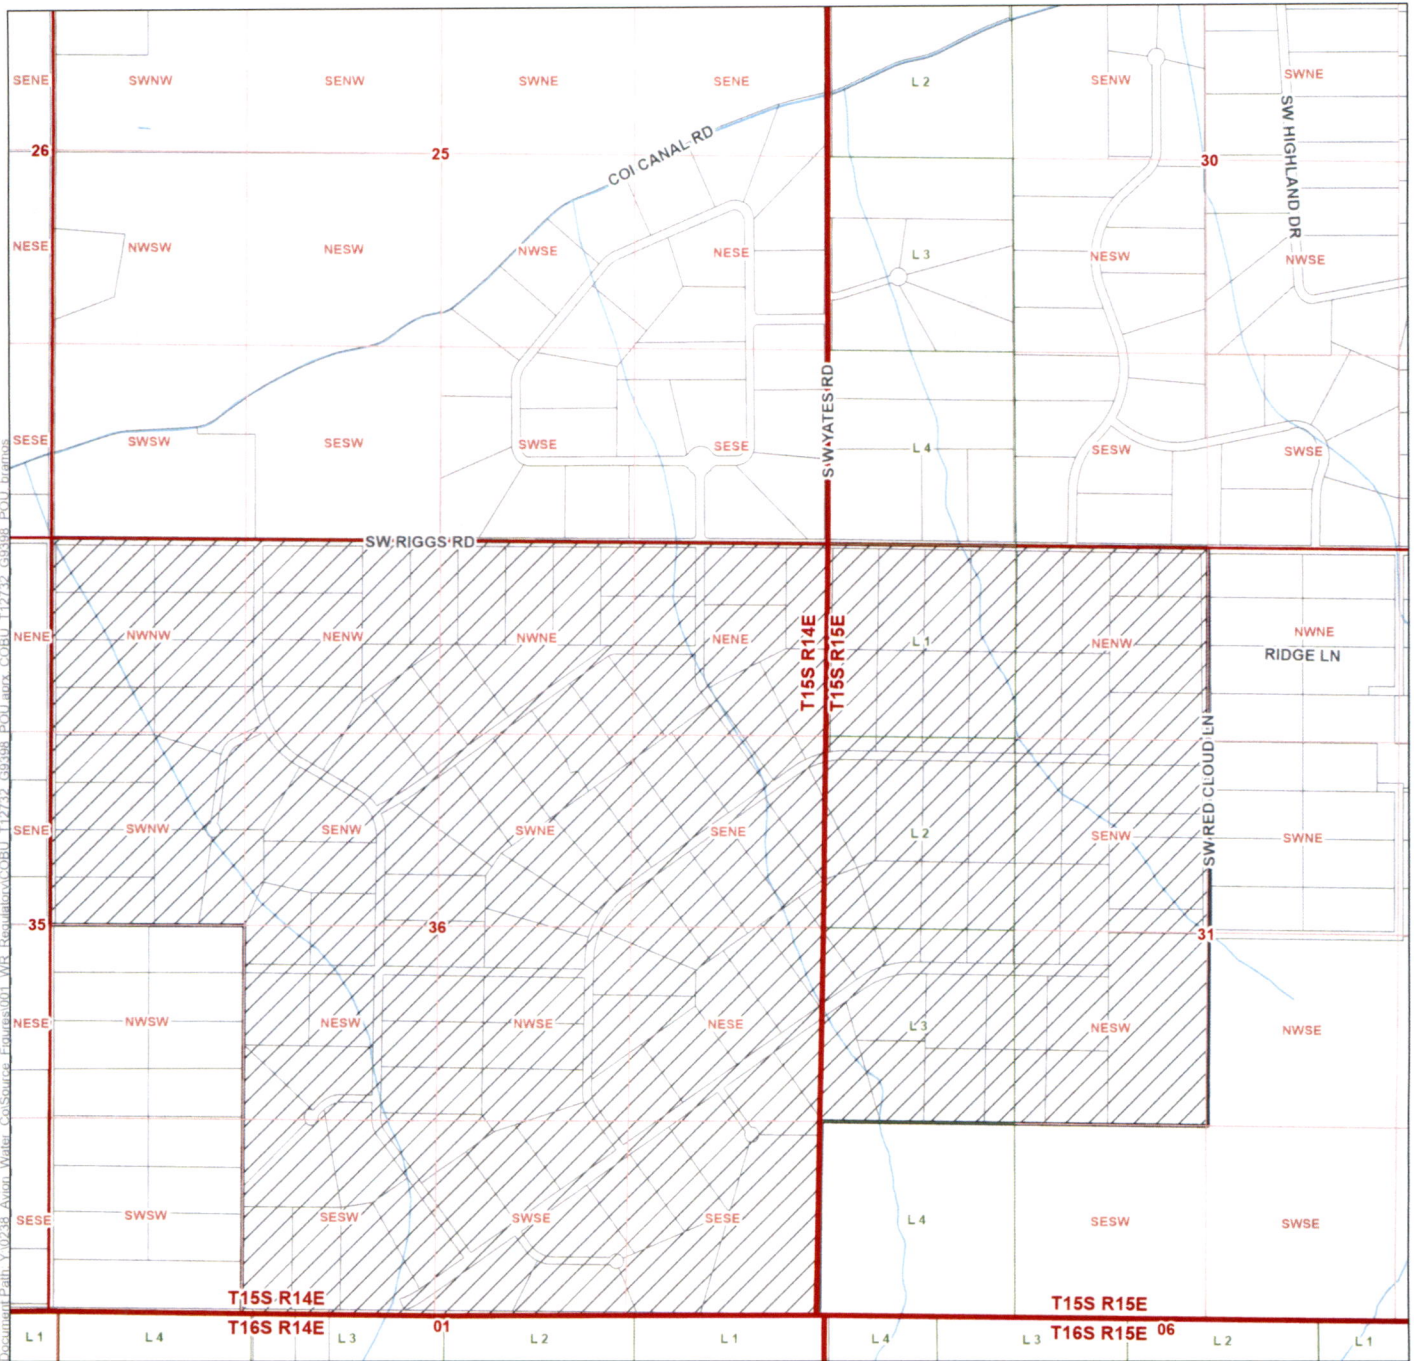 SENE SWNW SENW SWNE SENE L 2 SENW SWNE
SW HIGHLAND DR
COI CANAL RD
26 25 30
NESE NWSW NESW NWSE NESE L 3 NESW NWSE
SW YATES RD
SESE SWSW SESW SWSE SESE L 4 SESW SWSE
SW RIGGS RD
NENE NWNW NENW NWNE NENE L 1 NENW NWNE
RIDGE LN
T15S R14E
T15S R15E
SW RED CLOUD LN
SENE SWNW SENW SWNE SENE L 2 SENW SWNE
35 36 31
NESE NWSW NESW NWSE NESE L 3 NESW NWSE
SESE SWSW SESW SWSE SESE L 4 SESW SWSE
T15S R14E T15S R15E
T16S R14E 01 T16S R15E 06
L 1 L 4 L 3 L 2 L 1 L 4 L 3 L 2 L 1